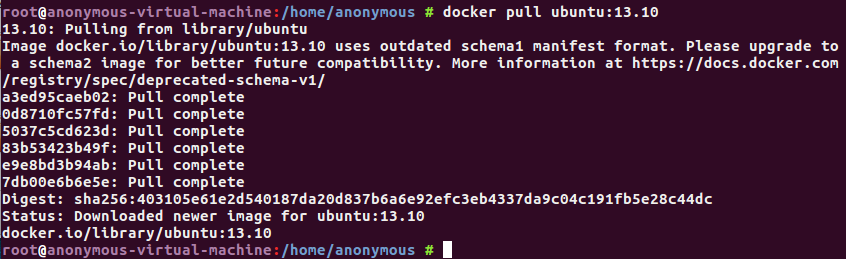 root@anonymous-virtual-machine:/home/anonymous # docker pull ubuntu:13.10
13.10: Pulling from library/ubuntu
Image docker.io/library/ubuntu:13.10 uses outdated schema1 manifest format. Please upgrade to
 a schema2 image for better future compatibility. More information at https://docs.docker.com
/registry/spec/deprecated-schema-v1/
a3ed95caeb02: Pull complete
0d8710fc57fd: Pull complete
5037c5cd623d: Pull complete
83b53423b49f: Pull complete
e9e8bd3b94ab: Pull complete
7db00e6b6e5e: Pull complete
Digest: sha256:403105e61e2d540187da20d837b6a6e92efc3eb4337da9c04c191fb5e28c44dc
Status: Downloaded newer image for ubuntu:13.10
docker.io/library/ubuntu:13.10
root@anonymous-virtual-machine:/home/anonymous #